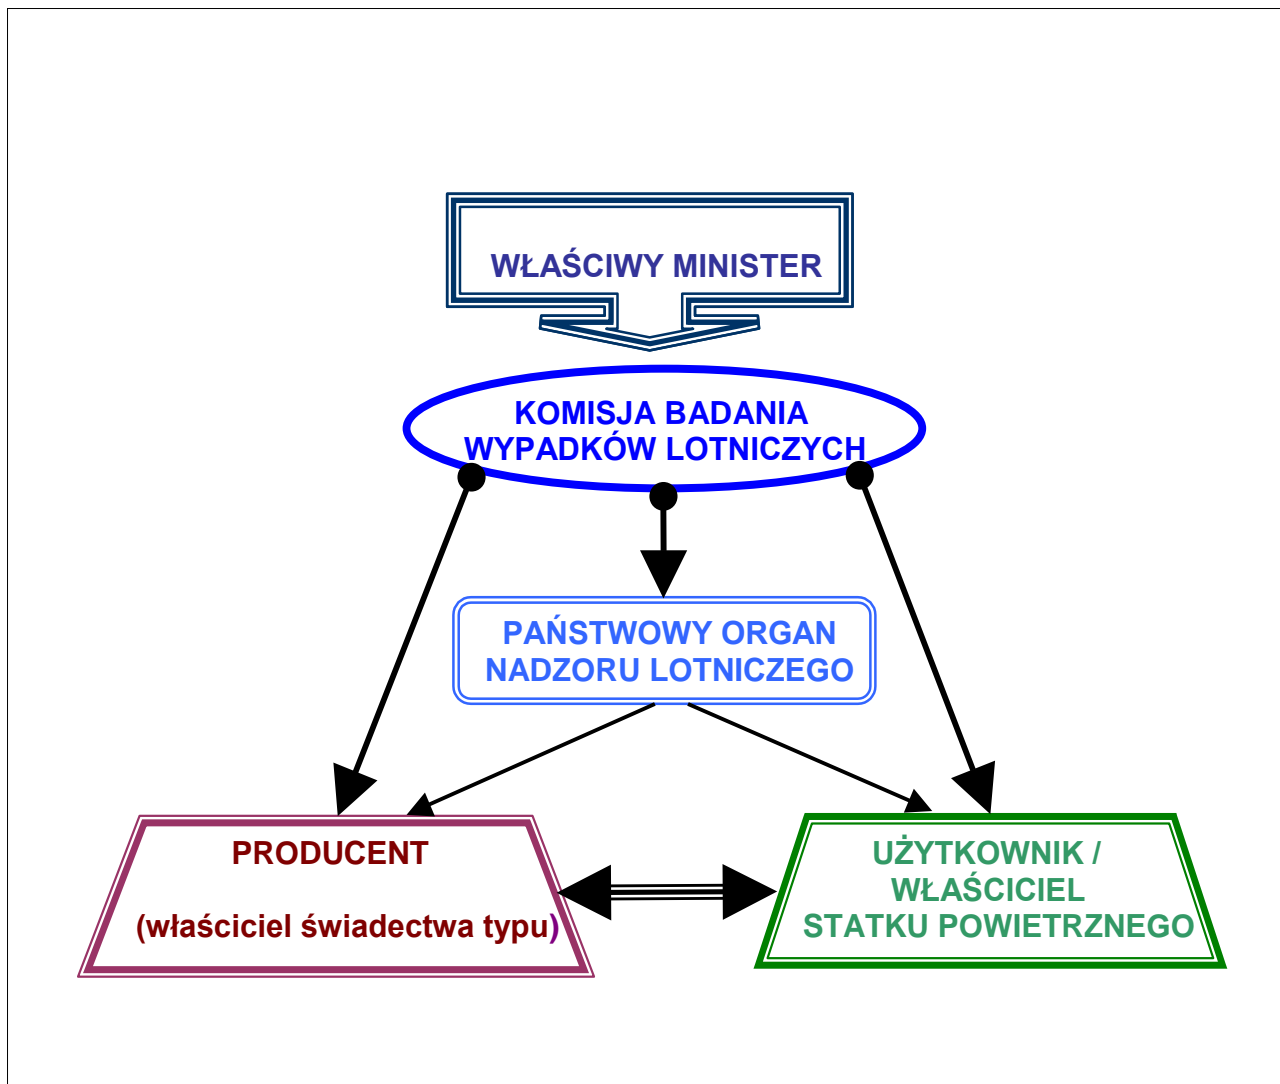 WŁAŚCIWY MINISTER
KOMISJA BADANIA
WYPADKÓW LOTNICZYCH
PAŃSTWOWY ORGAN
NADZORU LOTNICZEGO
PRODUCENT
(właściciel świadectwa typu)
UŻYTKOWNIK /
WŁAŚCICIEL
STATKU POWIETRZNEGO